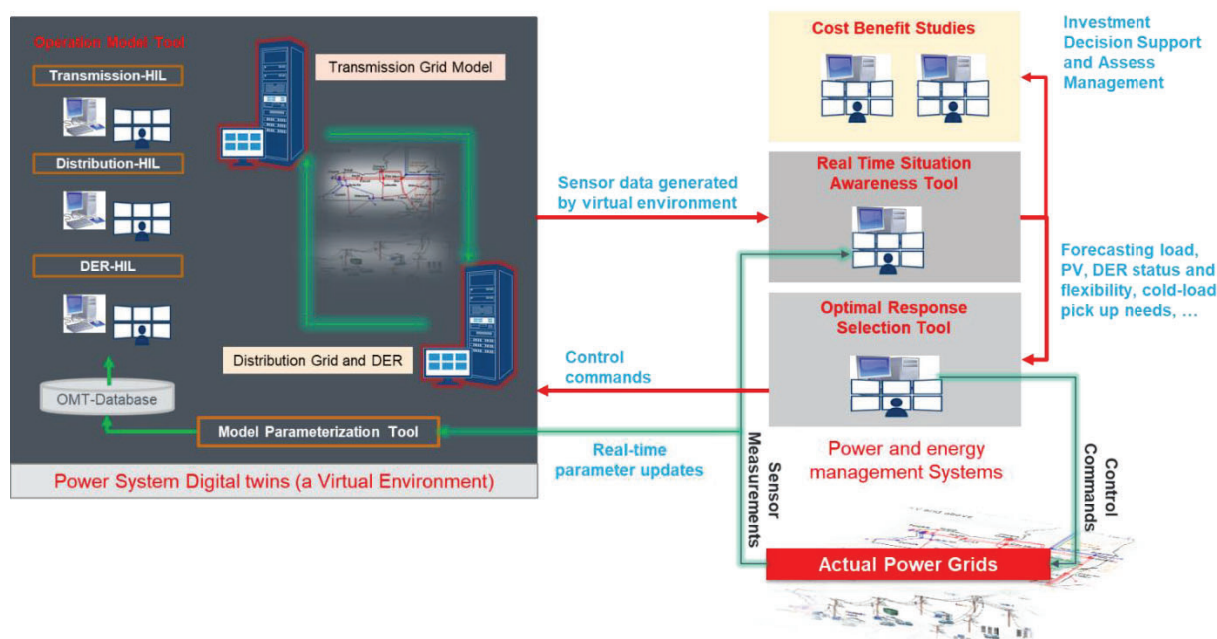 Operation Model Tool
Transmission-HIL
Distribution-HIL
DER-HIL
OMT-Database
Model Parameterization Tool
Transmission Grid Model
Distribution Grid and DER
Power System Digital twins (a Virtual Environment)
Sensor data generated
by virtual environment
Control
commands
Real-time
parameter updates
Cost Benefit Studies
Real Time Situation
Awareness Tool
Optimal Response
Selection Tool
Power and energy
management Systems
Investment
Decision Support
and Assess
Management
Forecasting load,
PV, DER status and
flexibility, cold-load
pick up needs, ...
Sensor
Measurements
Control
Commands
Actual Power Grids